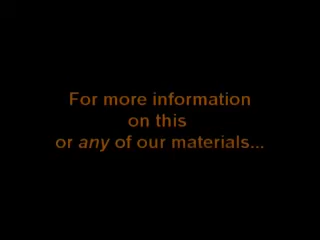 For more information
on this
or any of our materials...